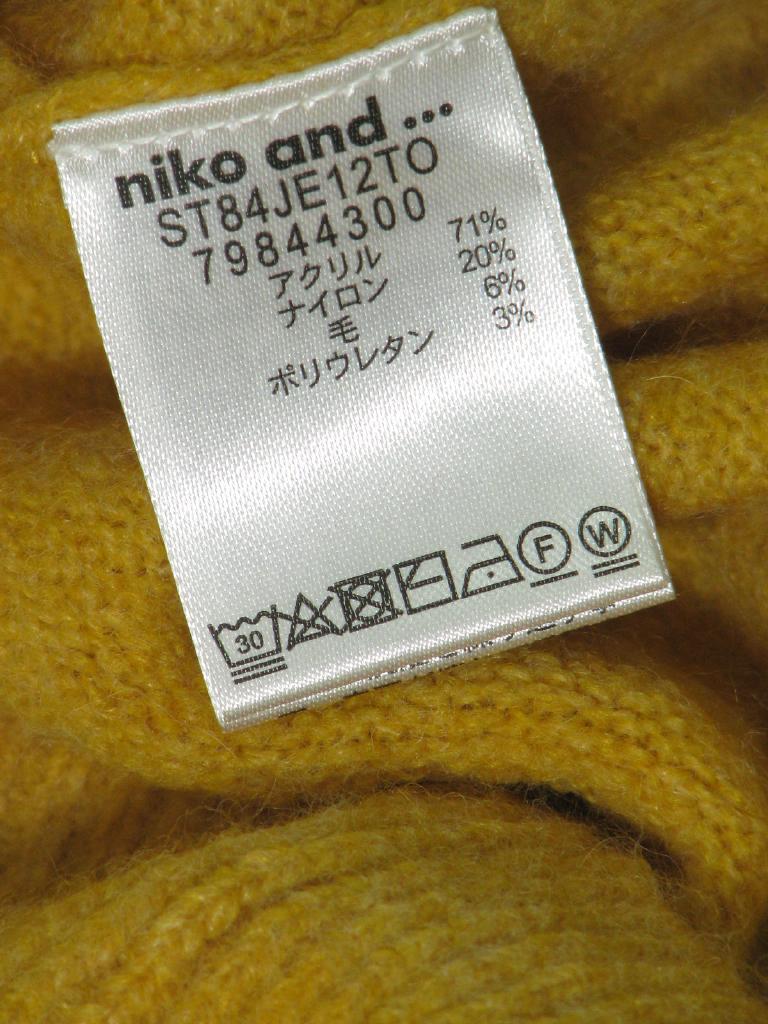 niko and ...
ST84JE12TO
79844300
アクリル 71%
ナイロン 20%
毛 6%
ポリウレタン 3%
30
F
W